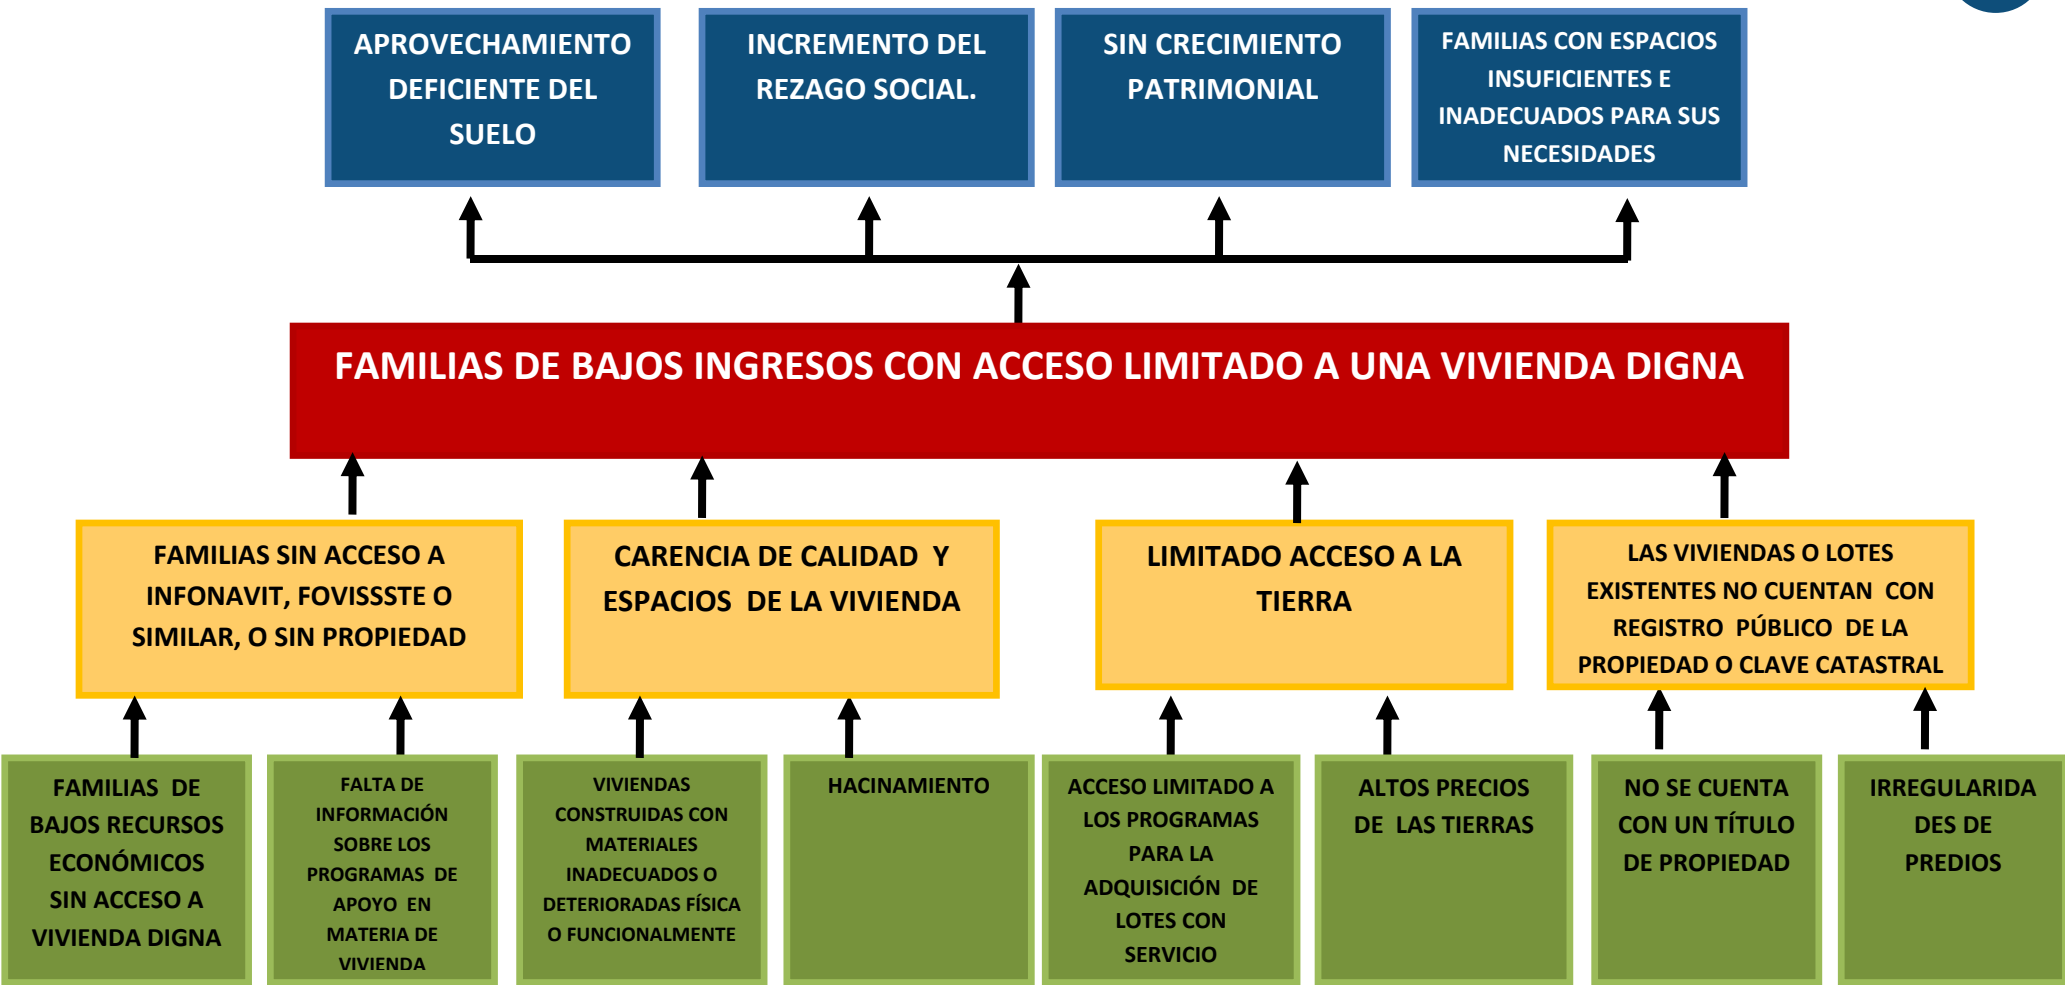 APROVECHAMIENTO
DEFICIENTE DEL
SUELO
INCREMENTO DEL
REZAGO SOCIAL.
SIN CRECIMIENTO
PATRIMONIAL
FAMILIAS CON ESPACIOS
INSUFICIENTES E
INADECUADOS PARA SUS
NECESIDADES
FAMILIAS DE BAJOS INGRESOS CON ACCESO LIMITADO A UNA VIVIENDA DIGNA
FAMILIAS SIN ACCESO A
INFONAVIT, FOVISSSTE O
SIMILAR, O SIN PROPIEDAD
CARENCIA DE CALIDAD Y
ESPACIOS DE LA VIVIENDA
LIMITADO ACCESO A LA
TIERRA
LAS VIVIENDAS O LOTES
EXISTENTES NO CUENTAN CON
REGISTRO PÚBLICO DE LA
PROPIEDAD O CLAVE CATASTRAL
FAMILIAS DE
BAJOS RECURSOS
ECONÓMICOS
SIN ACCESO A
VIVIENDA DIGNA
FALTA DE
INFORMACIÓN
SOBRE LOS
PROGRAMAS DE
APOYO EN
MATERIA DE
VIVIENDA
VIVIENDAS
CONSTRUIDAS CON
MATERIALES
INADECUADOS O
DETERIORADAS FÍSICA
O FUNCIONALMENTE
HACINAMIENTO
ACCESO LIMITADO A
LOS PROGRAMAS
PARA LA
ADQUISICIÓN DE
LOTES CON
SERVICIO
ALTOS PRECIOS
DE LAS TIERRAS
NO SE CUENTA
CON UN TÍTULO
DE PROPIEDAD
IRREGULARIDA
DES DE
PREDIOS